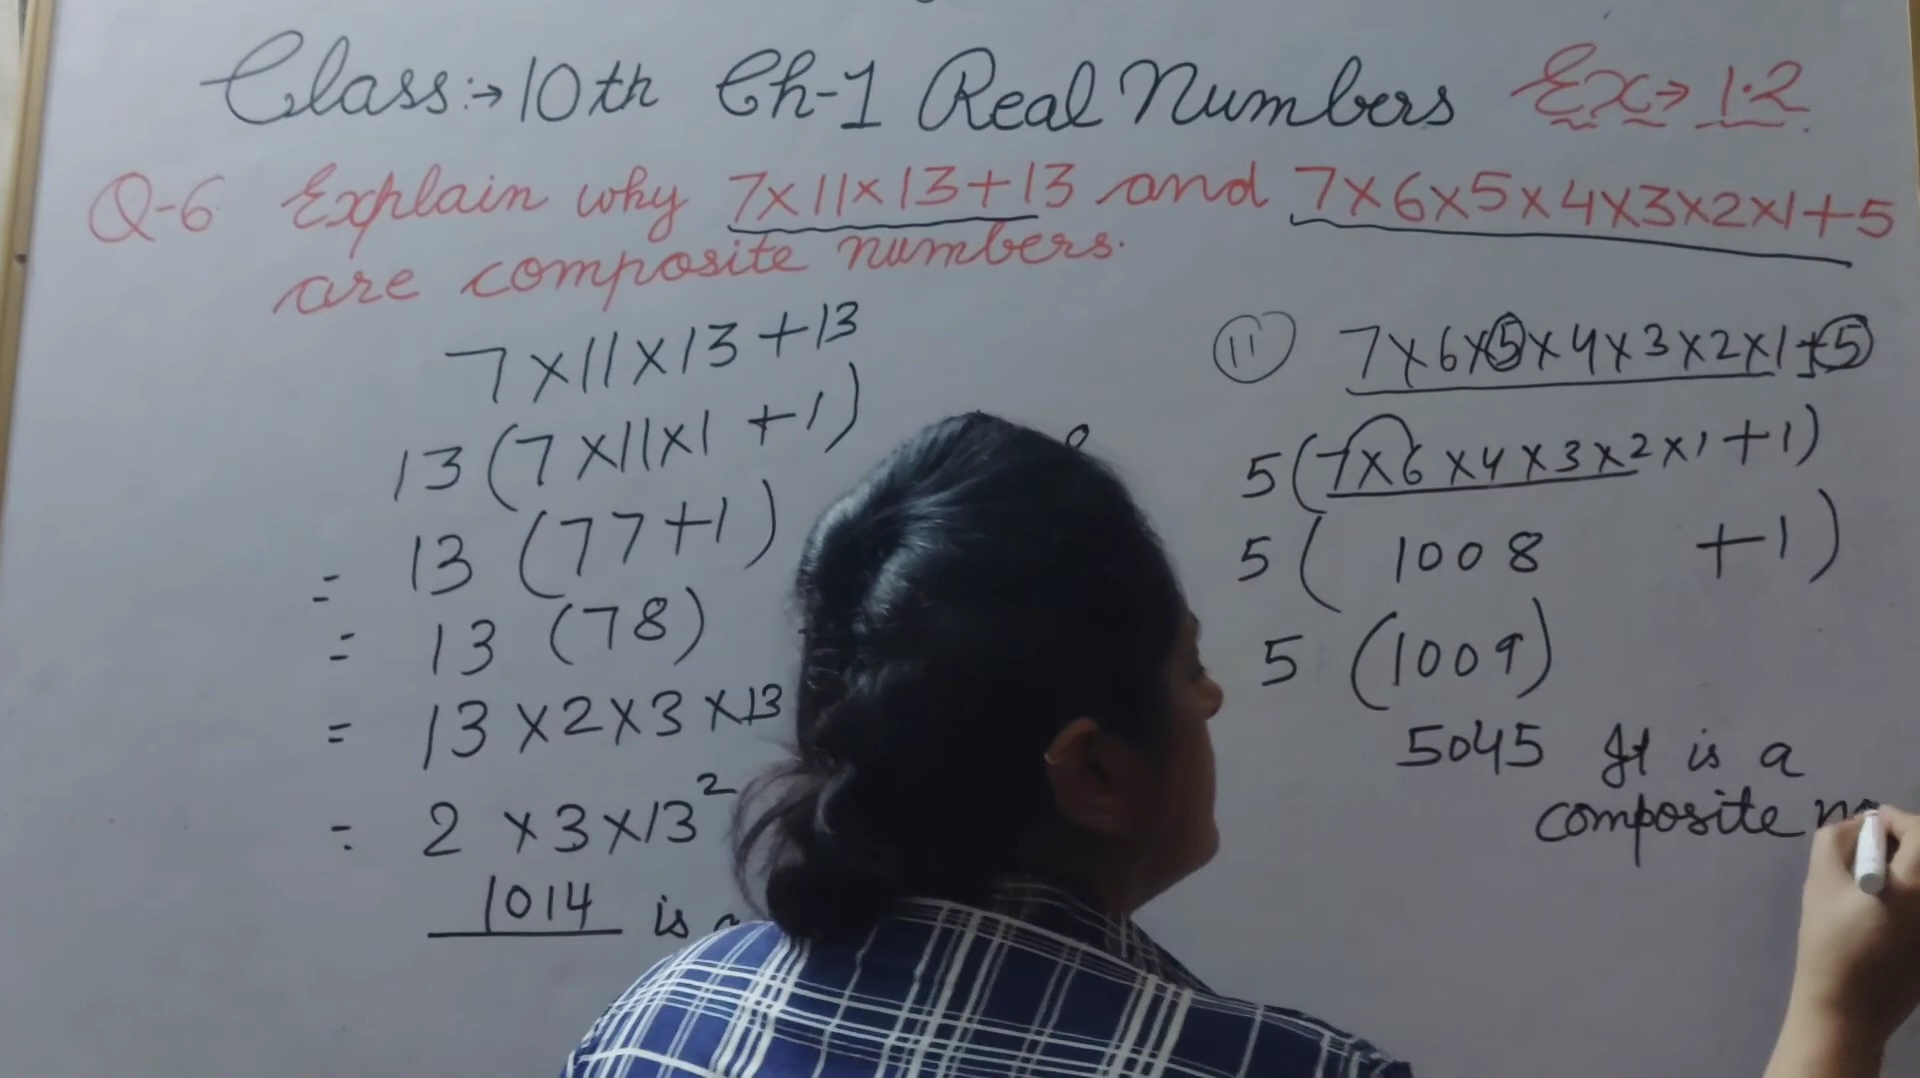 Class:→10th Ch-1 Real Numbers Ex→1.2
Q-6 Explain why 7×11×13+13 and 7×6×5×4×3×2×1+5
are composite numbers.
7×11×13+13
13(7×11×1+1)
= 13(77+1)
= 13(78)
= 13×2×3×13
= 2×3×13²
1014 is
(11) 7×6×5×4×3×2×1+5
5(7×6×4×3×2×1+1)
5(1008 +1)
5(1009)
5045 It is a
composite